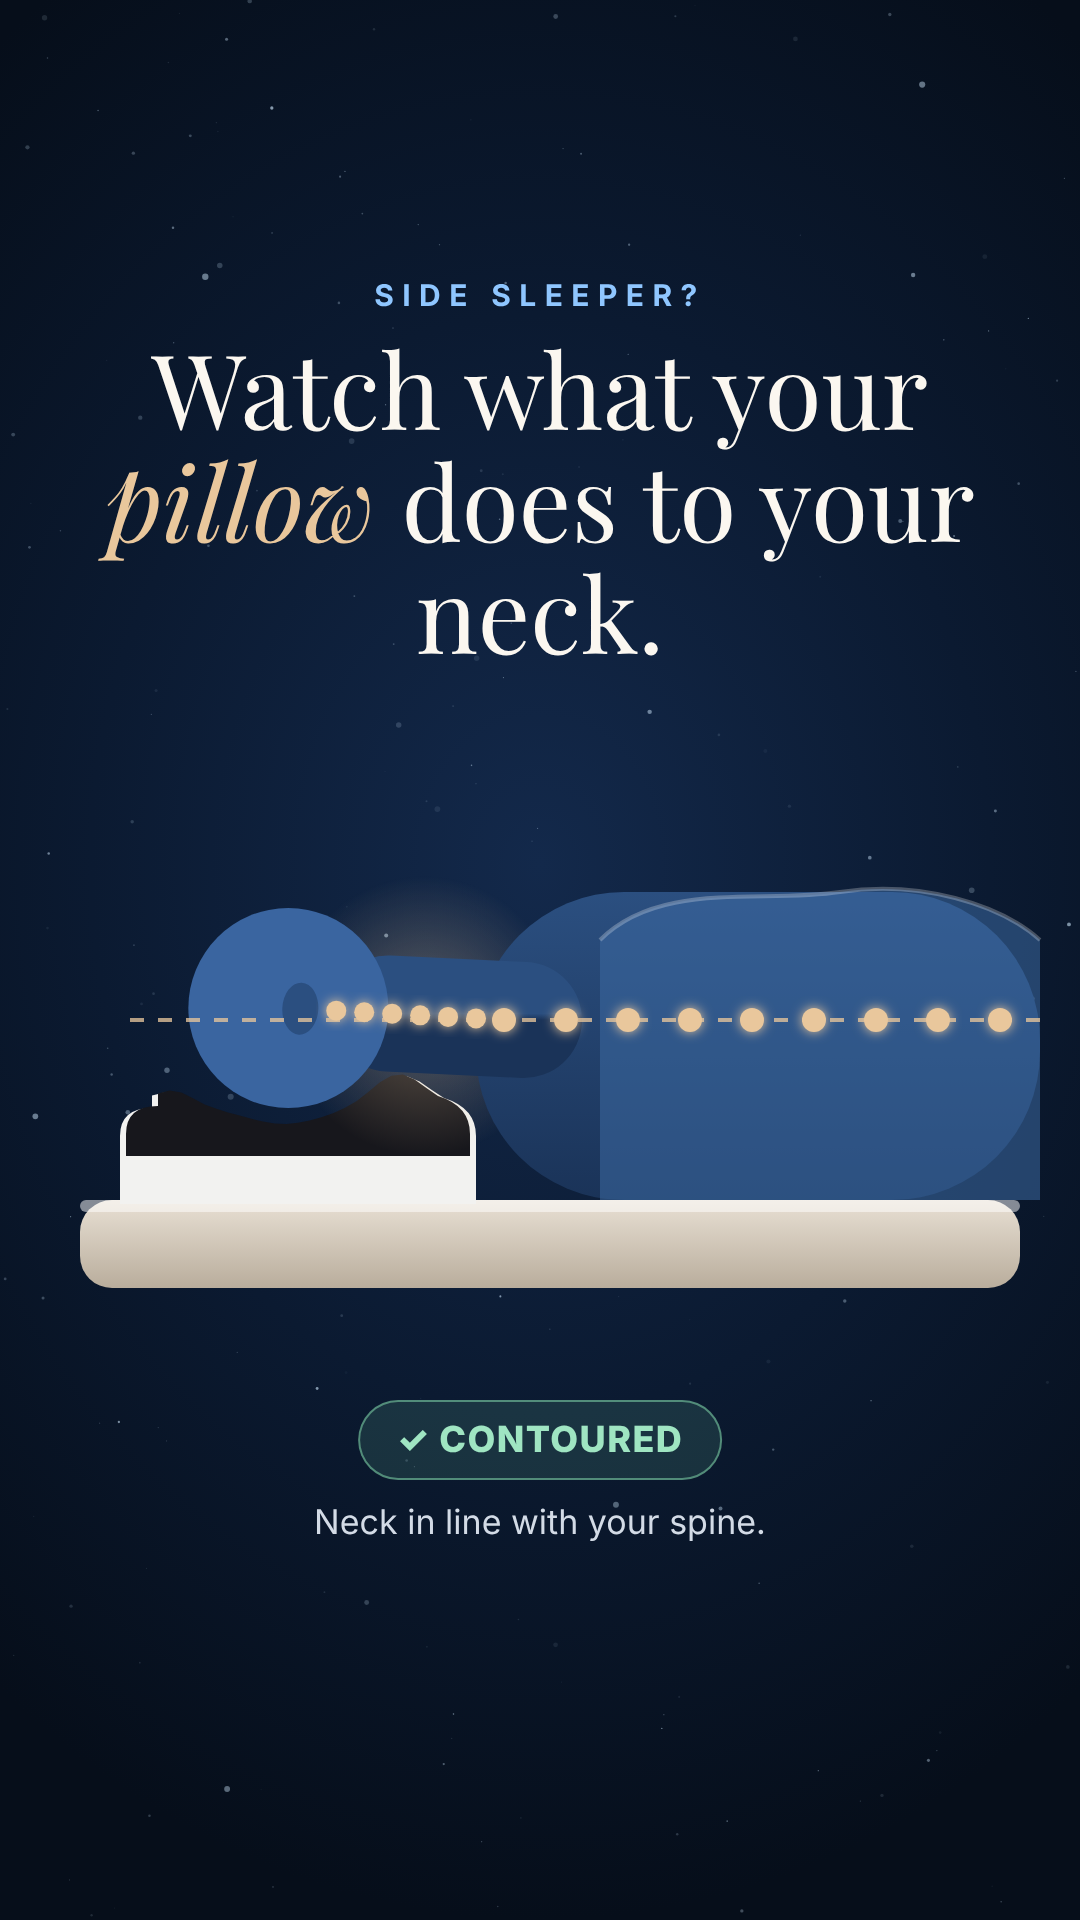 SIDE SLEEPER?
Watch what your
pillow does to your
neck.
✓ CONTOURED
Neck in line with your spine.